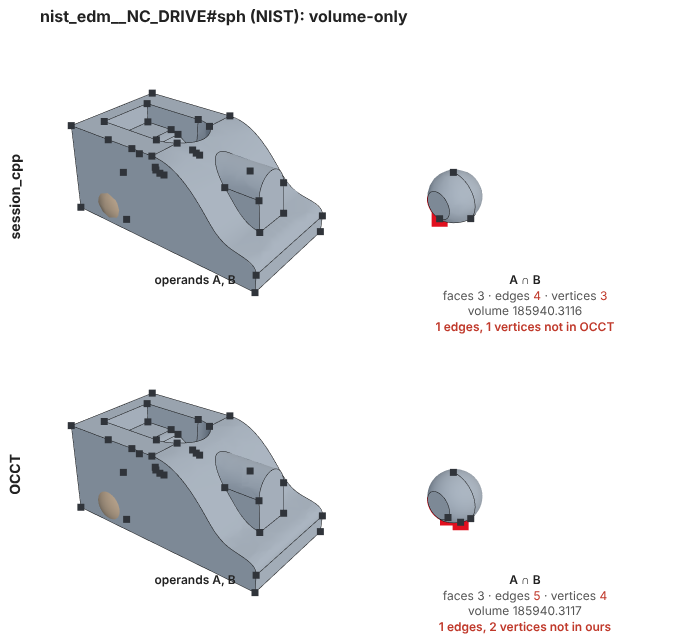 nist_edm__NC_DRIVE#sph (NIST): volume-only
session_cpp
operands A, B
A ∩ B
faces 3 · edges 4 · vertices 3
volume 185940.3116
1 edges, 1 vertices not in OCCT
OCCT
operands A, B
A ∩ B
faces 3 · edges 5 · vertices 4
volume 185940.3117
1 edges, 2 vertices not in ours